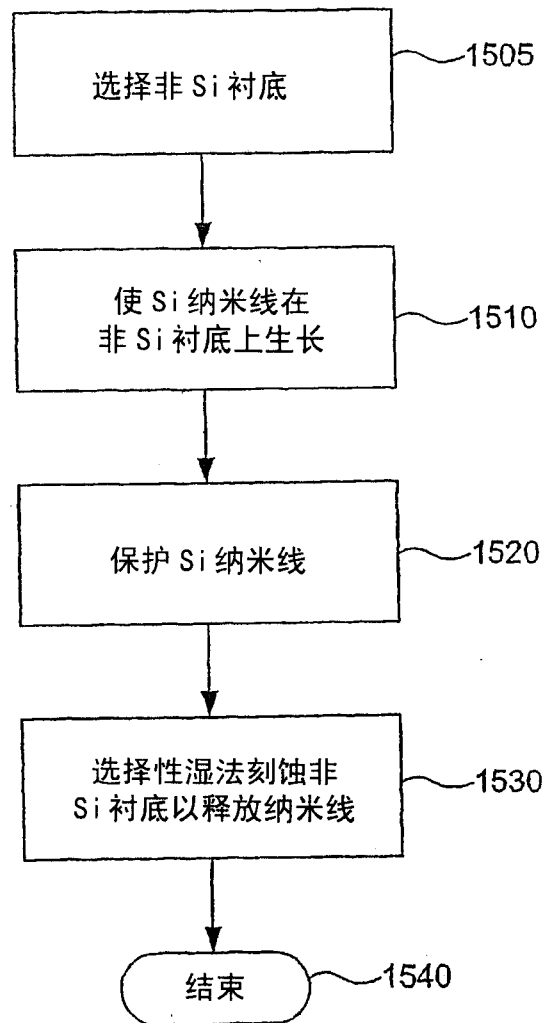 选择非Si衬底
1505
使Si纳米线在
非Si衬底上生长
1510
保护Si纳米线
1520
选择性湿法刻蚀非
Si衬底以释放纳米线
1530
结束
1540